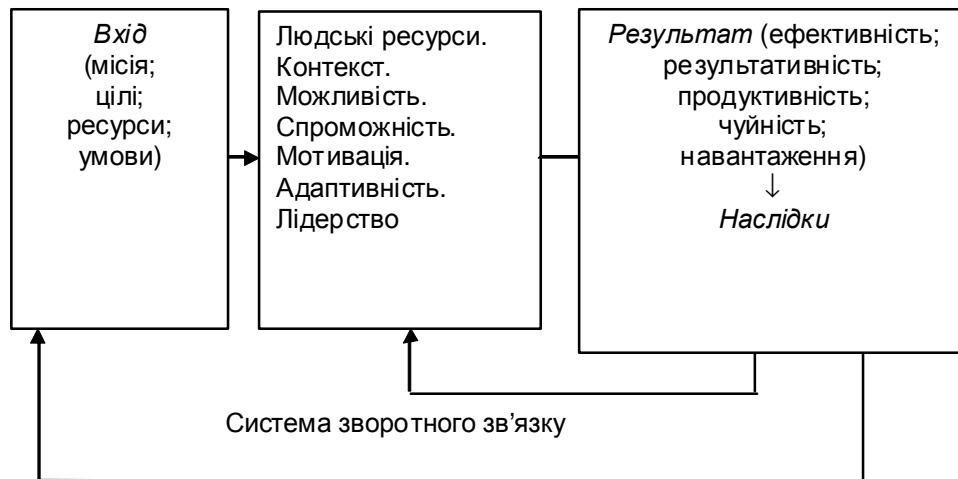 Вхід
(місія;
цілі;
ресурси;
умови)
Людські ресурси.
Контекст.
Можливість.
Спроможність.
Мотивація.
Адаптивність.
Лідерство
Результат (ефективність;
результативність;
продуктивність;
чуйність;
навантаження)
↓
Наслідки
Система зворотного зв’язку